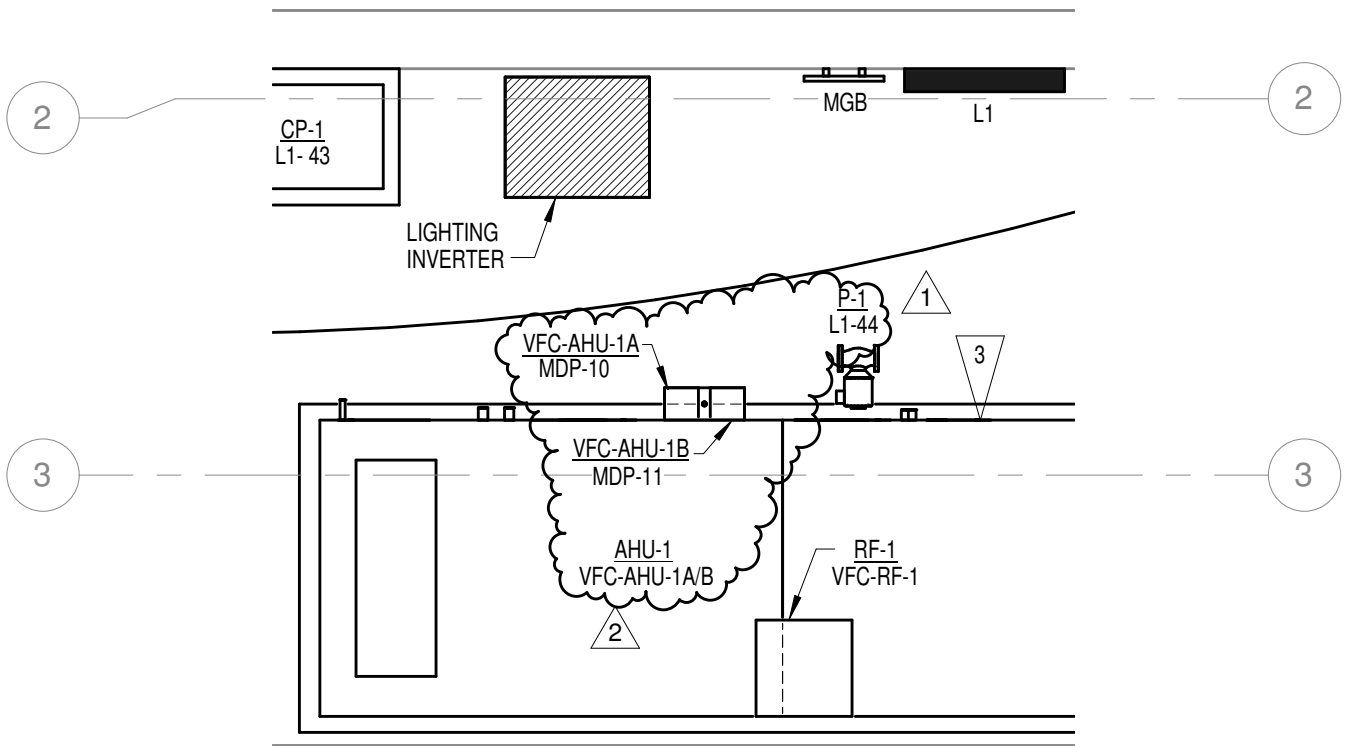 2
2
MGB
L1
CP-1
L1- 43
LIGHTING
INVERTER
P-1
L1-44
1
VFC-AHU-1A
MDP-10
3
VFC-AHU-1B
MDP-11
3
3
AHU-1
VFC-AHU-1A/B
RF-1
VFC-RF-1
2